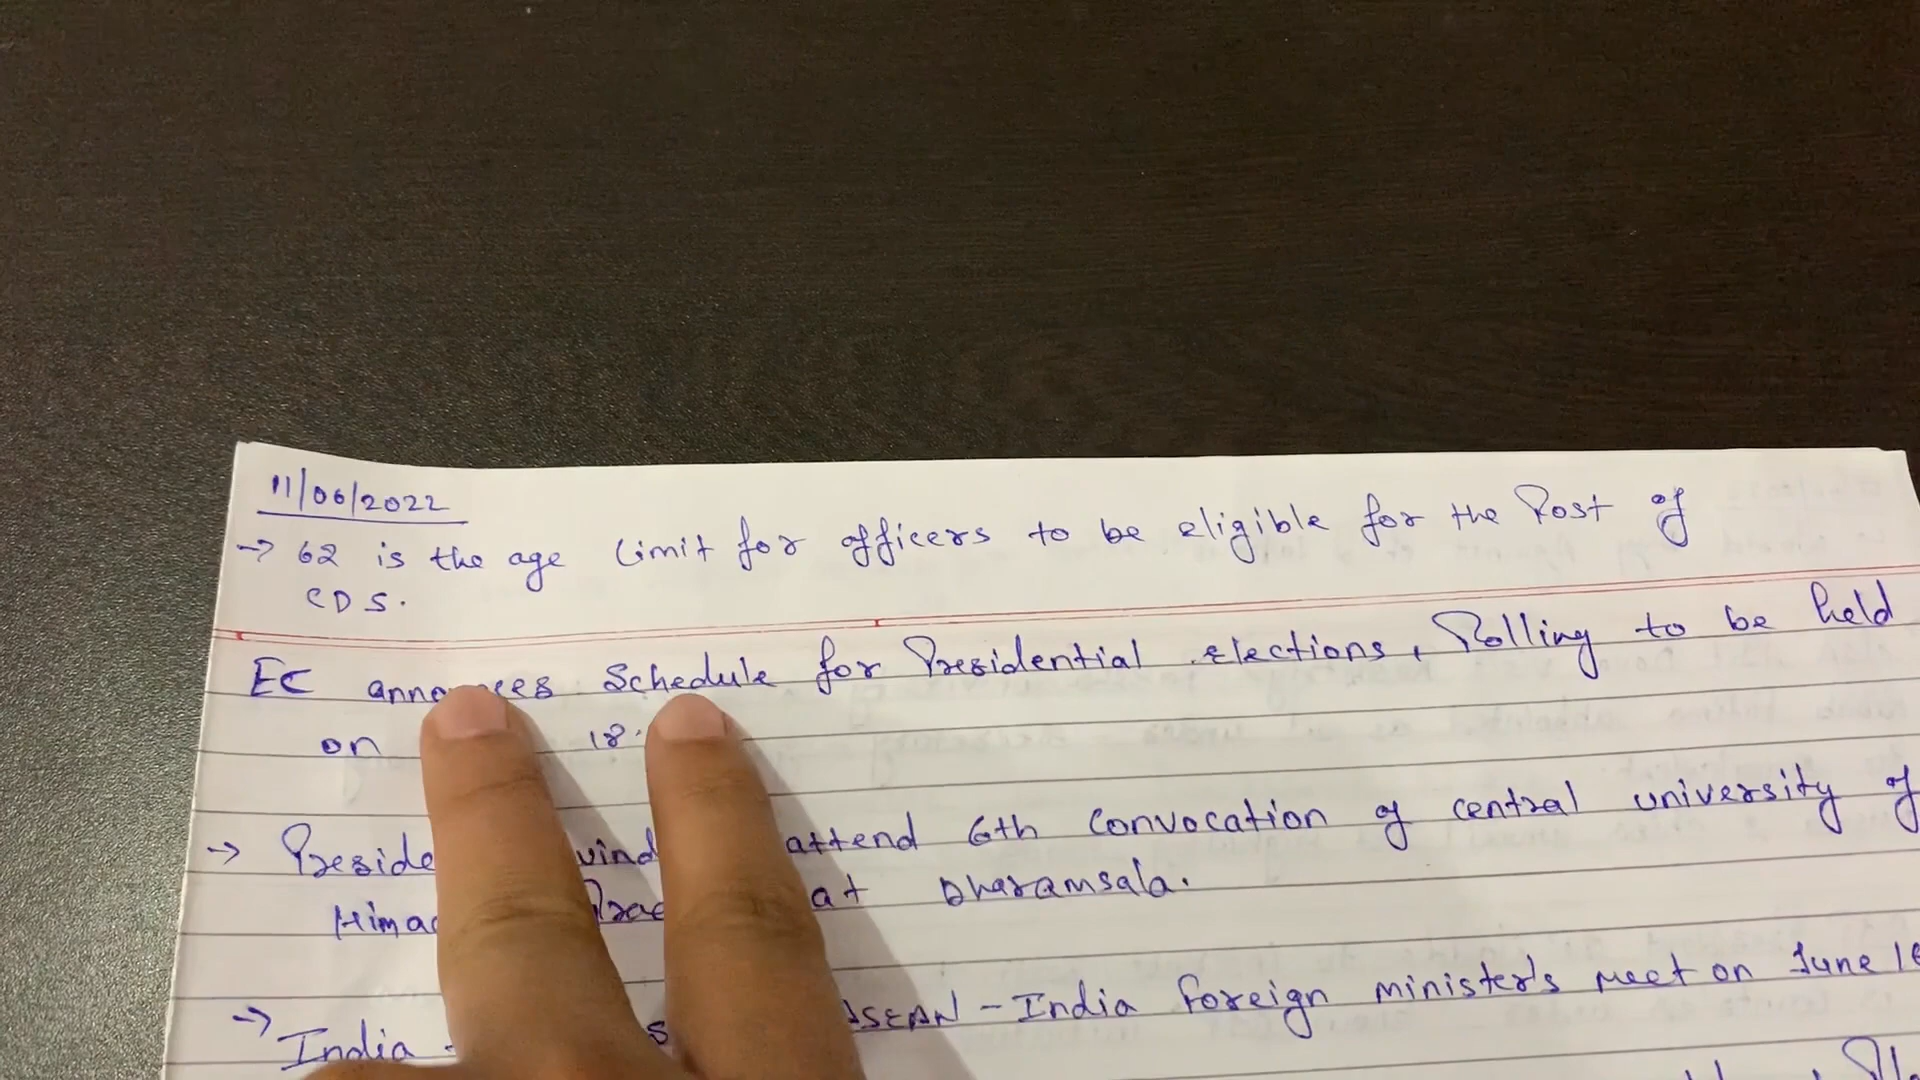 11/06/2022
→ 62 is the age limit for officers to be eligible for the Post of
CDS.
EC schedule for Presidential elections, Polling to be held
on 18.
→ attend 6th convocation of central university of
at Dharamsala.
→ India ASEAN - India foreign minister's meet on June